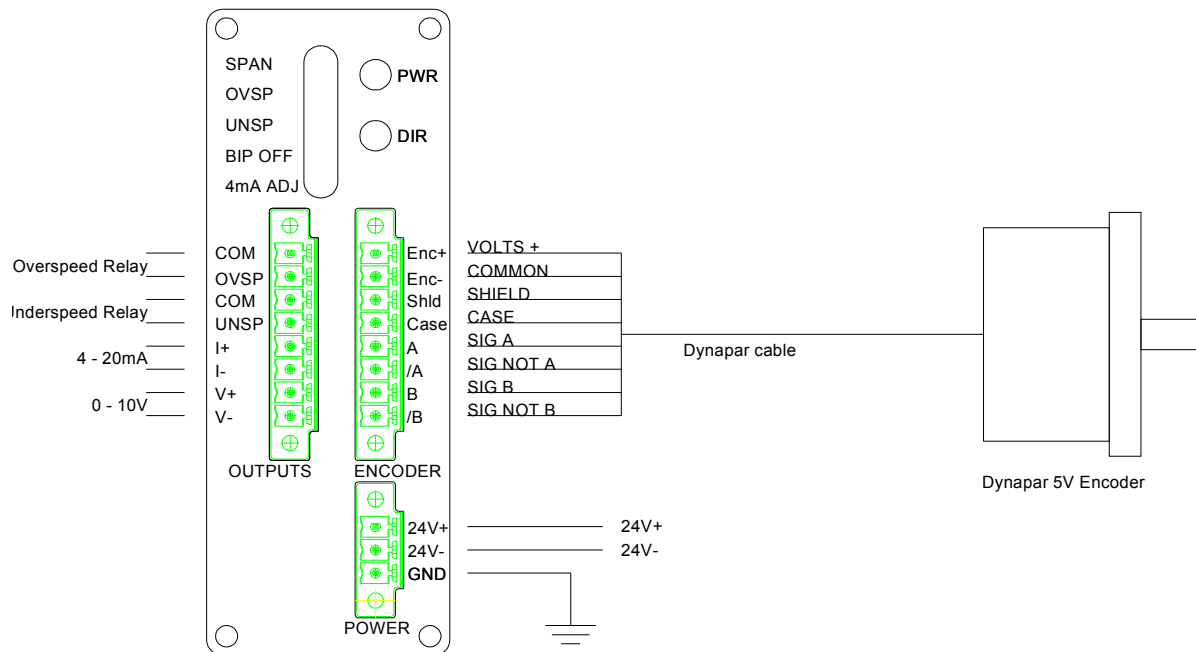 SPAN
OVSP
UNSP
BIP OFF
4mA ADJ
PWR
DIR
Overspeed Relay
Inderspeed Relay
4 - 20mA
0 - 10V
COM
OVSP
COM
UNSP
I+
I-
V+
V-
OUTPUTS
Enc+
Enc-
Shld
Case
A
/A
B
/B
ENCODER
VOLTS +
COMMON
SHIELD
CASE
SIG A
SIG NOT A
SIG B
SIG NOT B
Dynapar cable
Dynapar 5V Encoder
24V+
24V-
GND
POWER
24V+
24V-